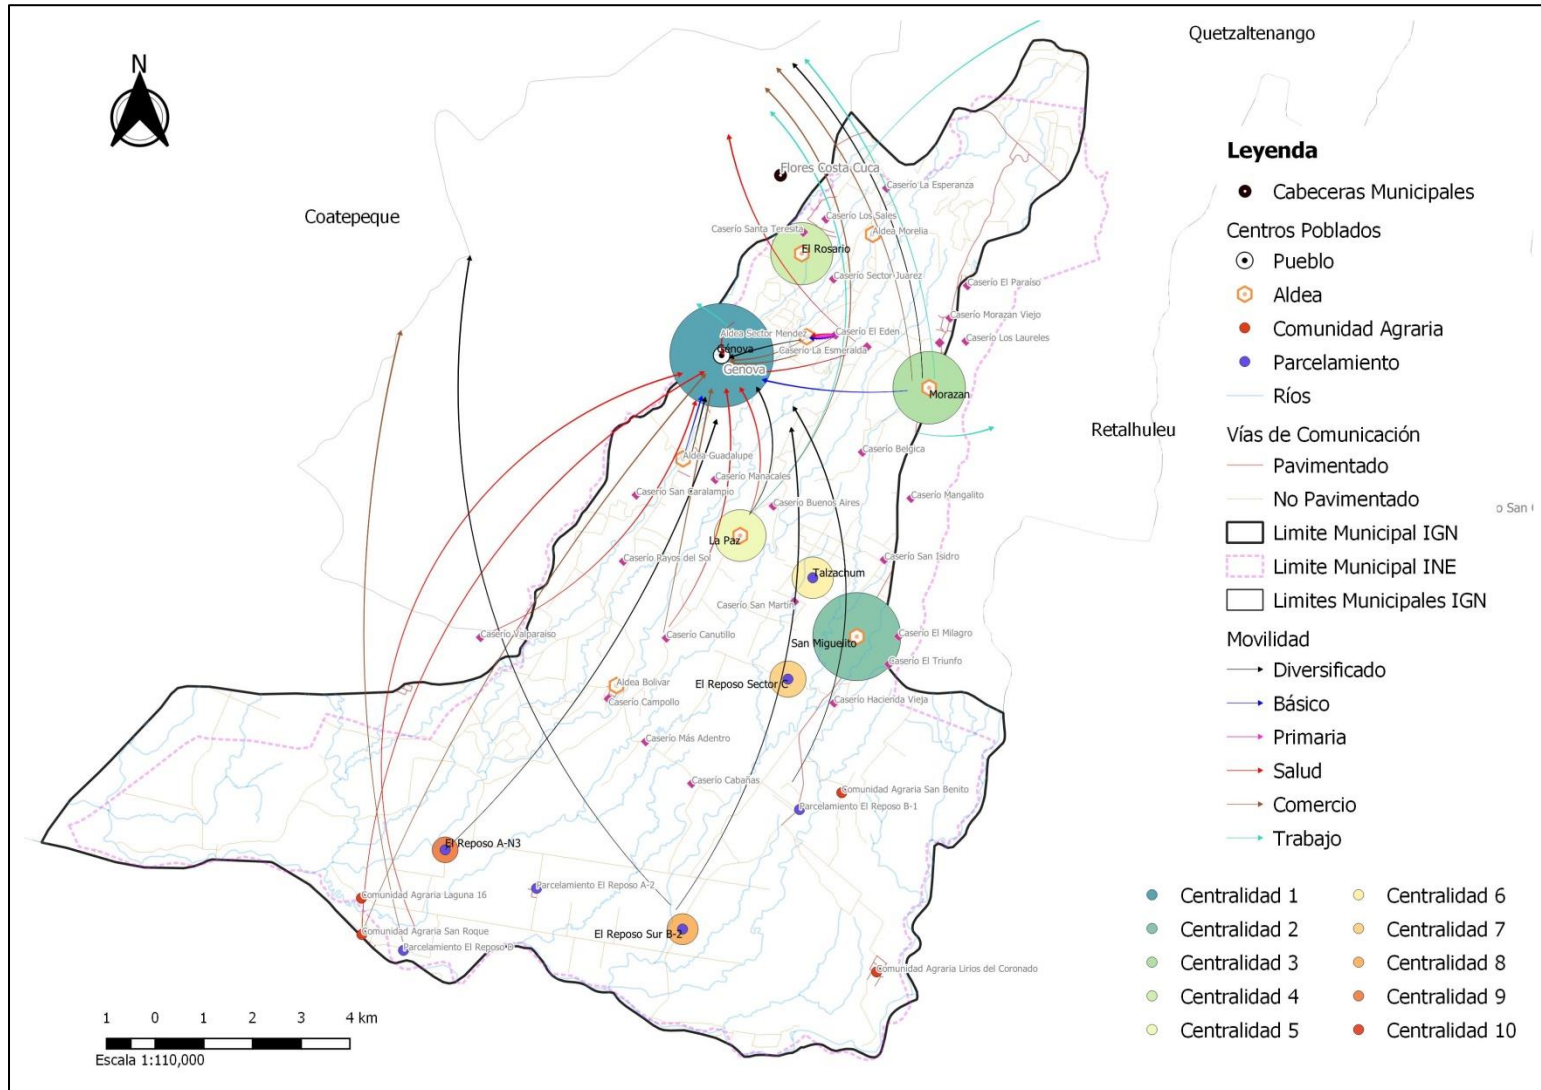 Quetzaltenango
N
Flores Costa Cuca
Caserío La Esperanza
Coatepeque
Caserío Los Sales
Caserío Santa Teresita
Aldea Morelia
El Rosario
Caserío Sector Juarez
Caserío El Paraíso
Caserío Morazan Viejo
Aldea Sector Mendez
Caserío El Eden
Caserío Los Laureles
Génova
Caserío La Esmeralda
Genova
Morazan
Retalhuleu
Caserío Belgica
Aldea Guadalupe
Caserío Manacales
Caserío San Caralampio
Caserío Mangalito
Caserío Buenos Aires
o San
La Paz
Caserío Rayos del Sol
Caserío San Isidro
Talzachum
Caserío San Martin
Caserío Valparaiso
Caserío Canutillo
San Miguelito
Caserío El Milagro
Caserío El Triunfo
Aldea Bolivar
El Reposo Sector C
Caserío Campollo
Caserío Hacienda Vieja
Caserío Más Adentro
Caserío Cabañas
Comunidad Agraria San Benito
Parcelamiento El Reposo B-1
El Reposo A-N3
Comunidad Agraria Laguna 16
Parcelamiento El Reposo A-2
Comunidad Agraria San Roque
El Reposo Sur B-2
Parcelamiento El Reposo D
Comunidad Agraria Lirios del Coronado
1 0 1 2 3 4 km
Escala 1:110,000
Leyenda
Cabeceras Municipales
Centros Poblados
Pueblo
Aldea
Comunidad Agraria
Parcelamiento
Ríos
Vías de Comunicación
Pavimentado
No Pavimentado
Limite Municipal IGN
Limite Municipal INE
Limites Municipales IGN
Movilidad
Diversificado
Básico
Primaria
Salud
Comercio
Trabajo
Centralidad 1
Centralidad 2
Centralidad 3
Centralidad 4
Centralidad 5
Centralidad 6
Centralidad 7
Centralidad 8
Centralidad 9
Centralidad 10